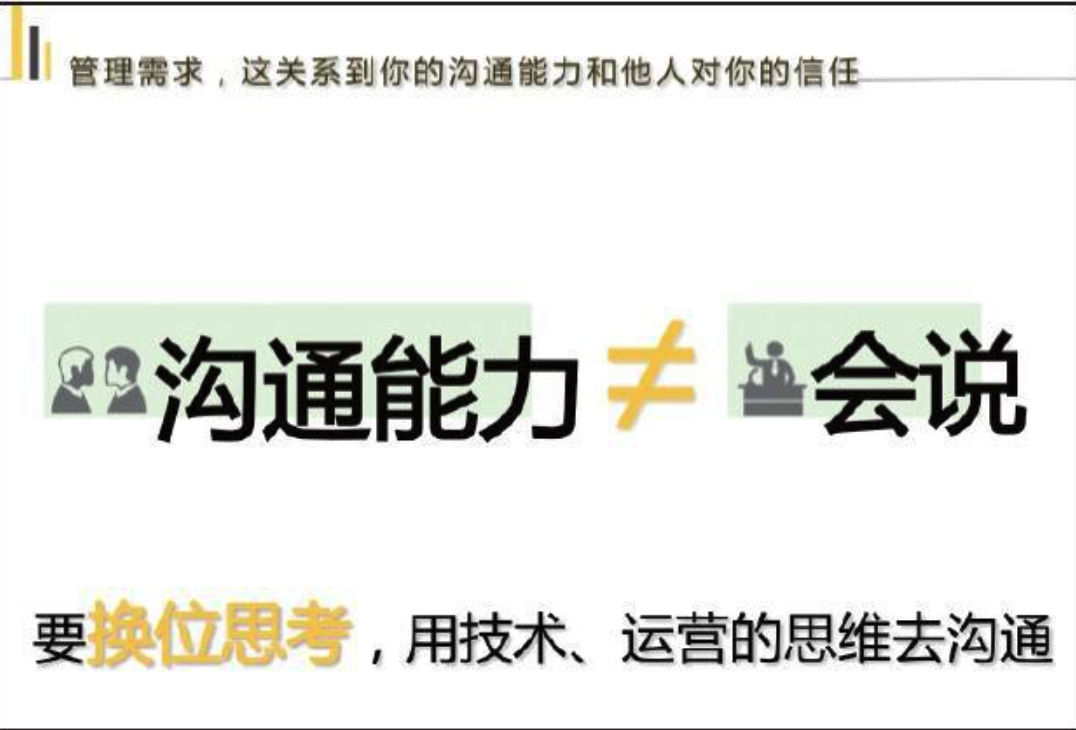 管理需求，这关系到你的沟通能力和他人对你的信任
沟通能力≠会说
要换位思考，用技术、运营的思维去沟通